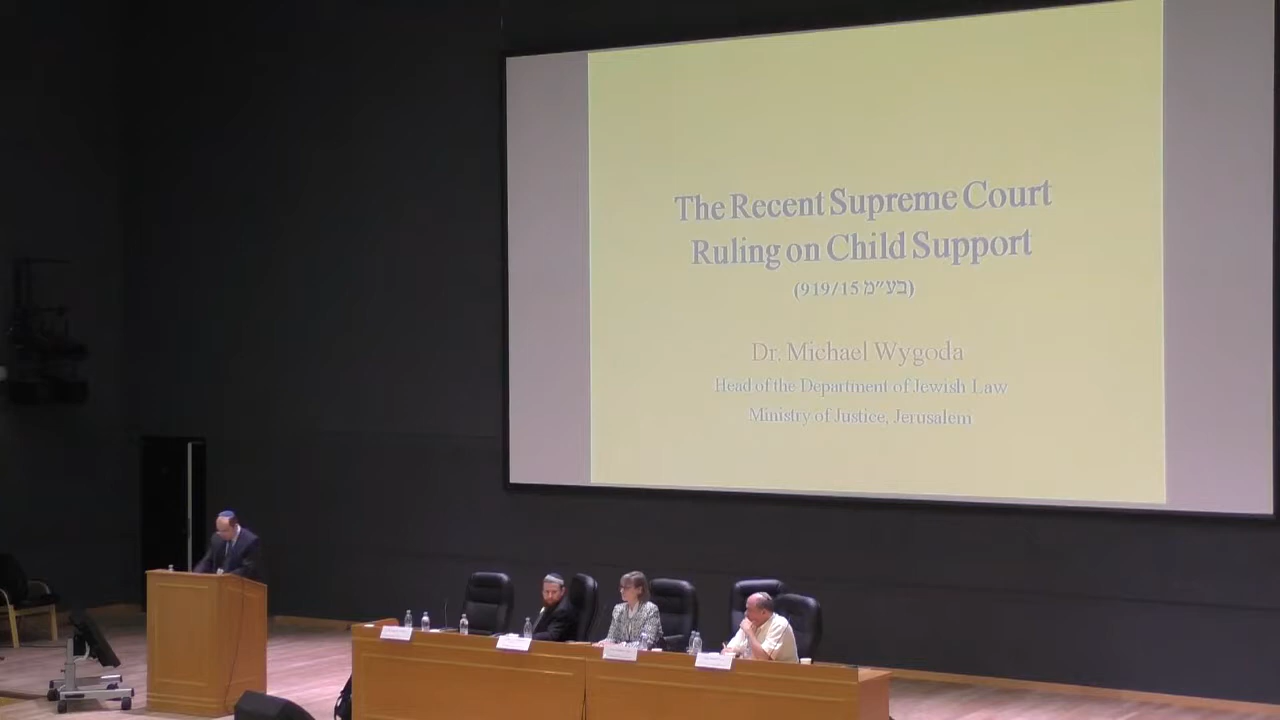 The Recent Supreme Court
Ruling on Child Support
(בע״מ 919/15)
Dr. Michael Wygoda
Head of the Department of Jewish Law
Ministry of Justice, Jerusalem